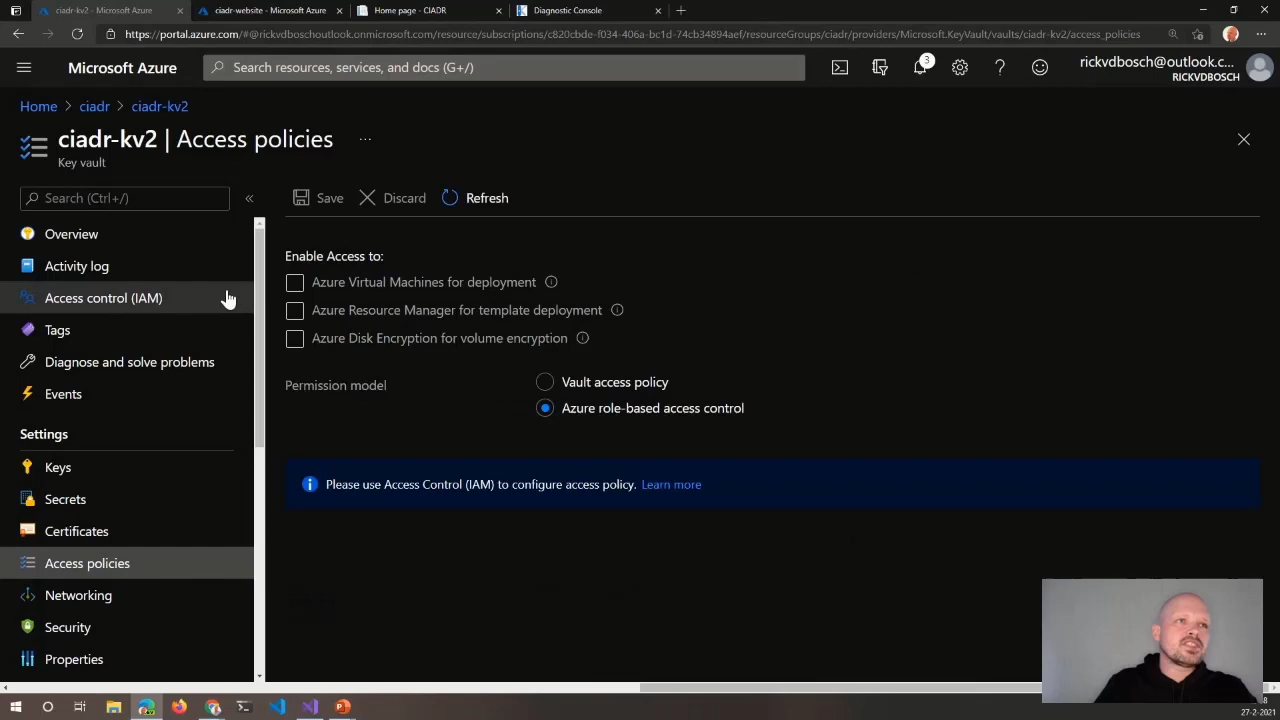 ciadr-kv2 - Microsoft Azure
ciadr-website - Microsoft Azure
Home page - CIADR
Diagnostic Console
https://portal.azure.com/#@rickvdboschoutlook.onmicrosoft.com/resource/subscriptions/c820cbde-f034-406a-bc1d-74cb34894aef/resourceGroups/ciadr/providers/Microsoft.KeyVault/vaults/ciadr-kv2/access_policies
Microsoft Azure
Search resources, services, and docs (G+/)
3
rickvdbosch@outlook.c...
RICKVDBOSCH
Home > ciadr > ciadr-kv2
ciadr-kv2 | Access policies ...
Key vault
Search (Ctrl+/)
«
Overview
Activity log
Access control (IAM)
Tags
Diagnose and solve problems
Events
Settings
Keys
Secrets
Certificates
Access policies
Networking
Security
Properties
Save
Discard
Refresh
Enable Access to:
Azure Virtual Machines for deployment
Azure Resource Manager for template deployment
Azure Disk Encryption for volume encryption
Permission model
Vault access policy
Azure role-based access control
Please use Access Control (IAM) to configure access policy. Learn more
27-2-2021